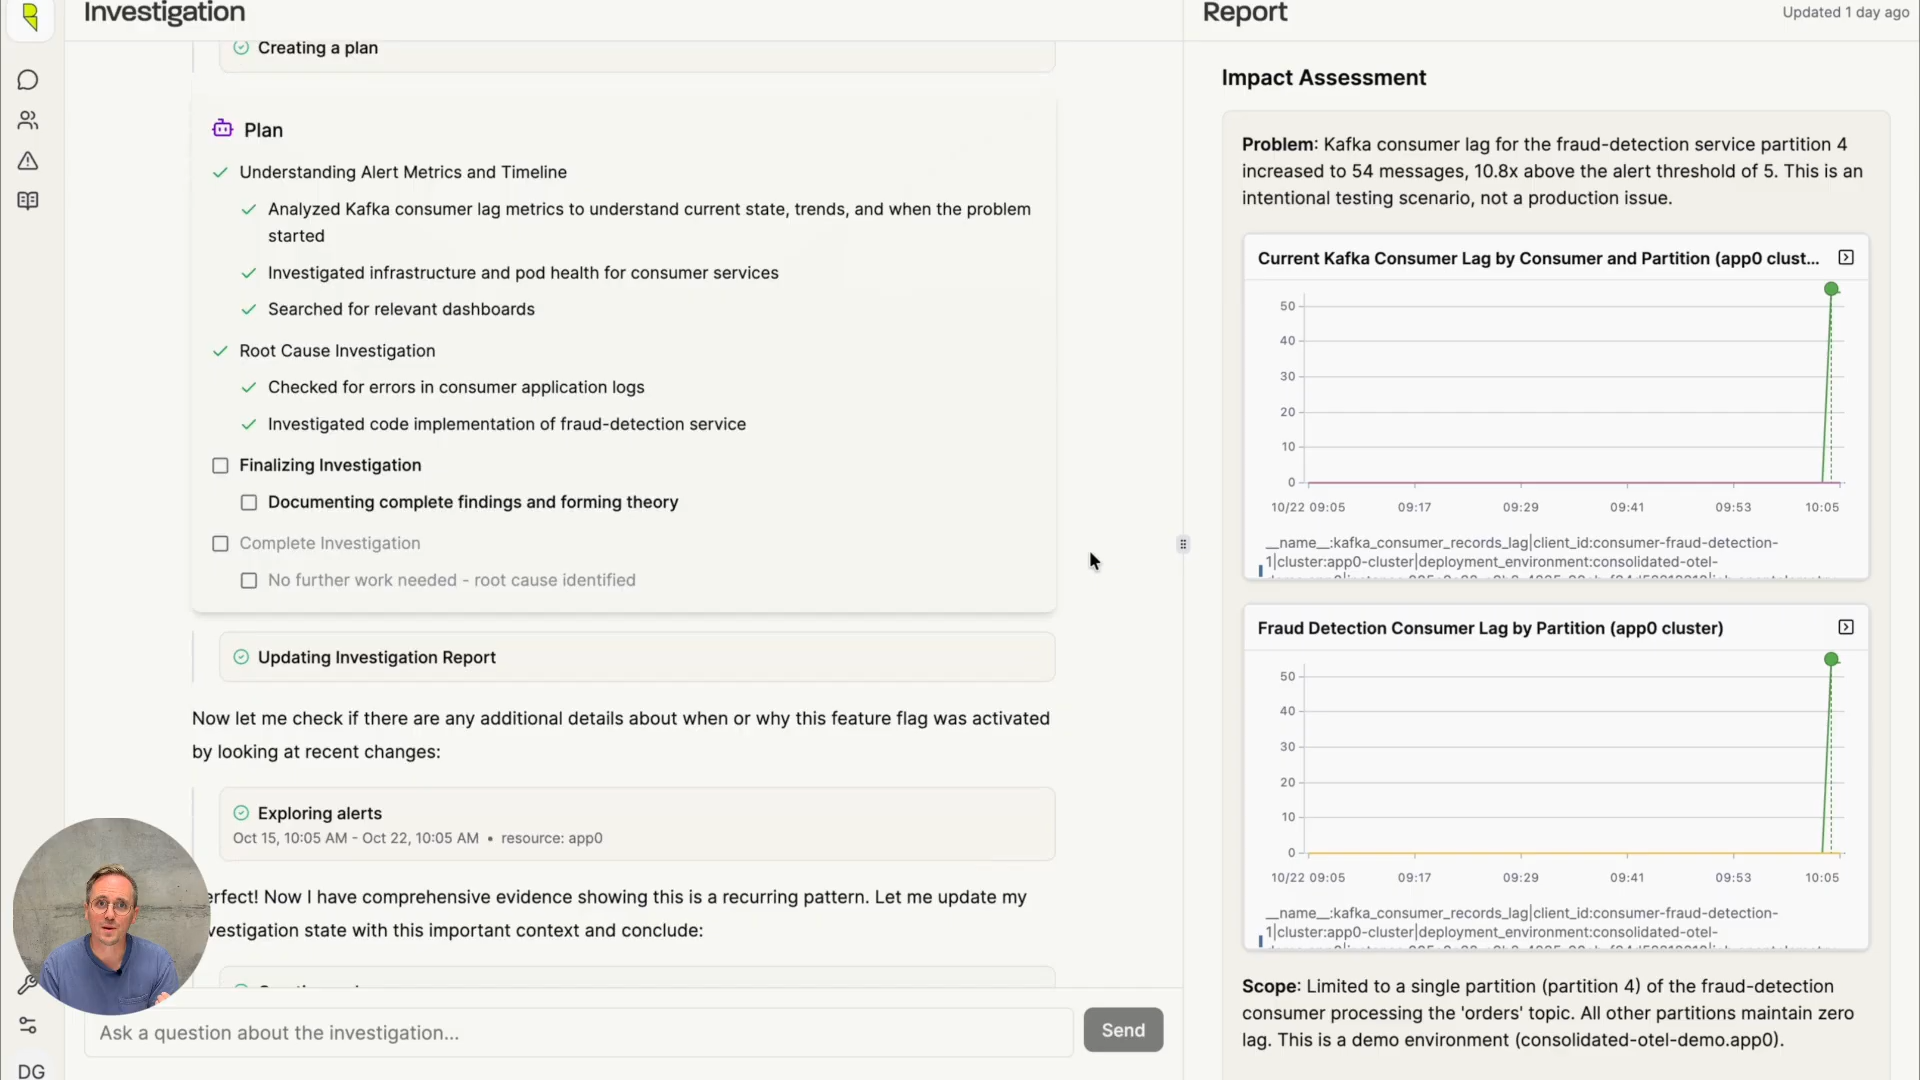 Investigation
Creating a plan
Plan
Understanding Alert Metrics and Timeline
Analyzed Kafka consumer lag metrics to understand current state, trends, and when the problem
started
Investigated infrastructure and pod health for consumer services
Searched for relevant dashboards
Root Cause Investigation
Checked for errors in consumer application logs
Investigated code implementation of fraud-detection service
Finalizing Investigation
Documenting complete findings and forming theory
Complete Investigation
No further work needed - root cause identified
Updating Investigation Report
Now let me check if there are any additional details about when or why this feature flag was activated
by looking at recent changes:
Exploring alerts
Oct 15, 10:05 AM - Oct 22, 10:05 AM • resource: app0
erfect! Now I have comprehensive evidence showing this is a recurring pattern. Let me update my
vestigation state with this important context and conclude:
Ask a question about the investigation...
Send
DG
Report
Updated 1 day ago
Impact Assessment
Problem: Kafka consumer lag for the fraud-detection service partition 4
increased to 54 messages, 10.8x above the alert threshold of 5. This is an
intentional testing scenario, not a production issue.
Current Kafka Consumer Lag by Consumer and Partition (app0 clust...
50
40
30
20
10
0
10/22 09:05 09:17 09:29 09:41 09:53 10:05
__name__:kafka_consumer_records_lag|client_id:consumer-fraud-detection-
1|cluster:app0-cluster|deployment_environment:consolidated-otel-
Fraud Detection Consumer Lag by Partition (app0 cluster)
50
40
30
20
10
0
10/22 09:05 09:17 09:29 09:41 09:53 10:05
__name__:kafka_consumer_records_lag|client_id:consumer-fraud-detection-
1|cluster:app0-cluster|deployment_environment:consolidated-otel-
Scope: Limited to a single partition (partition 4) of the fraud-detection
consumer processing the 'orders' topic. All other partitions maintain zero
lag. This is a demo environment (consolidated-otel-demo.app0).